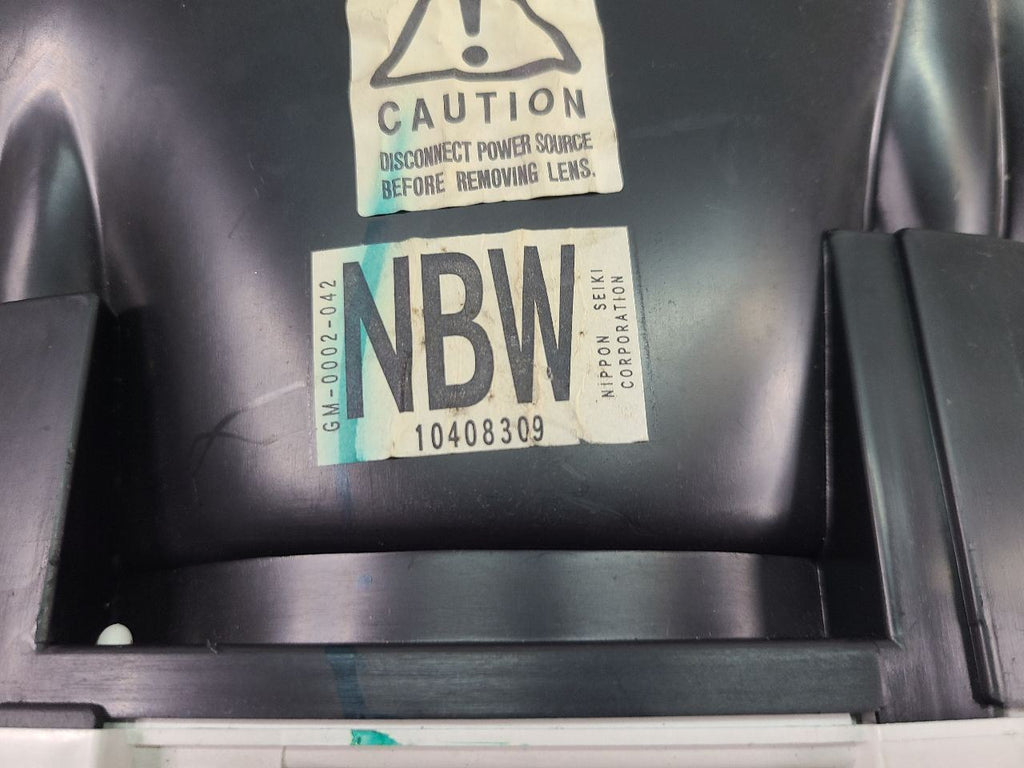 CAUTION
DISCONNECT POWER SOURCE
BEFORE REMOVING LENS.
GM-0002-042
NBW
10408309
NIPPON SEIKI
CORPORATION